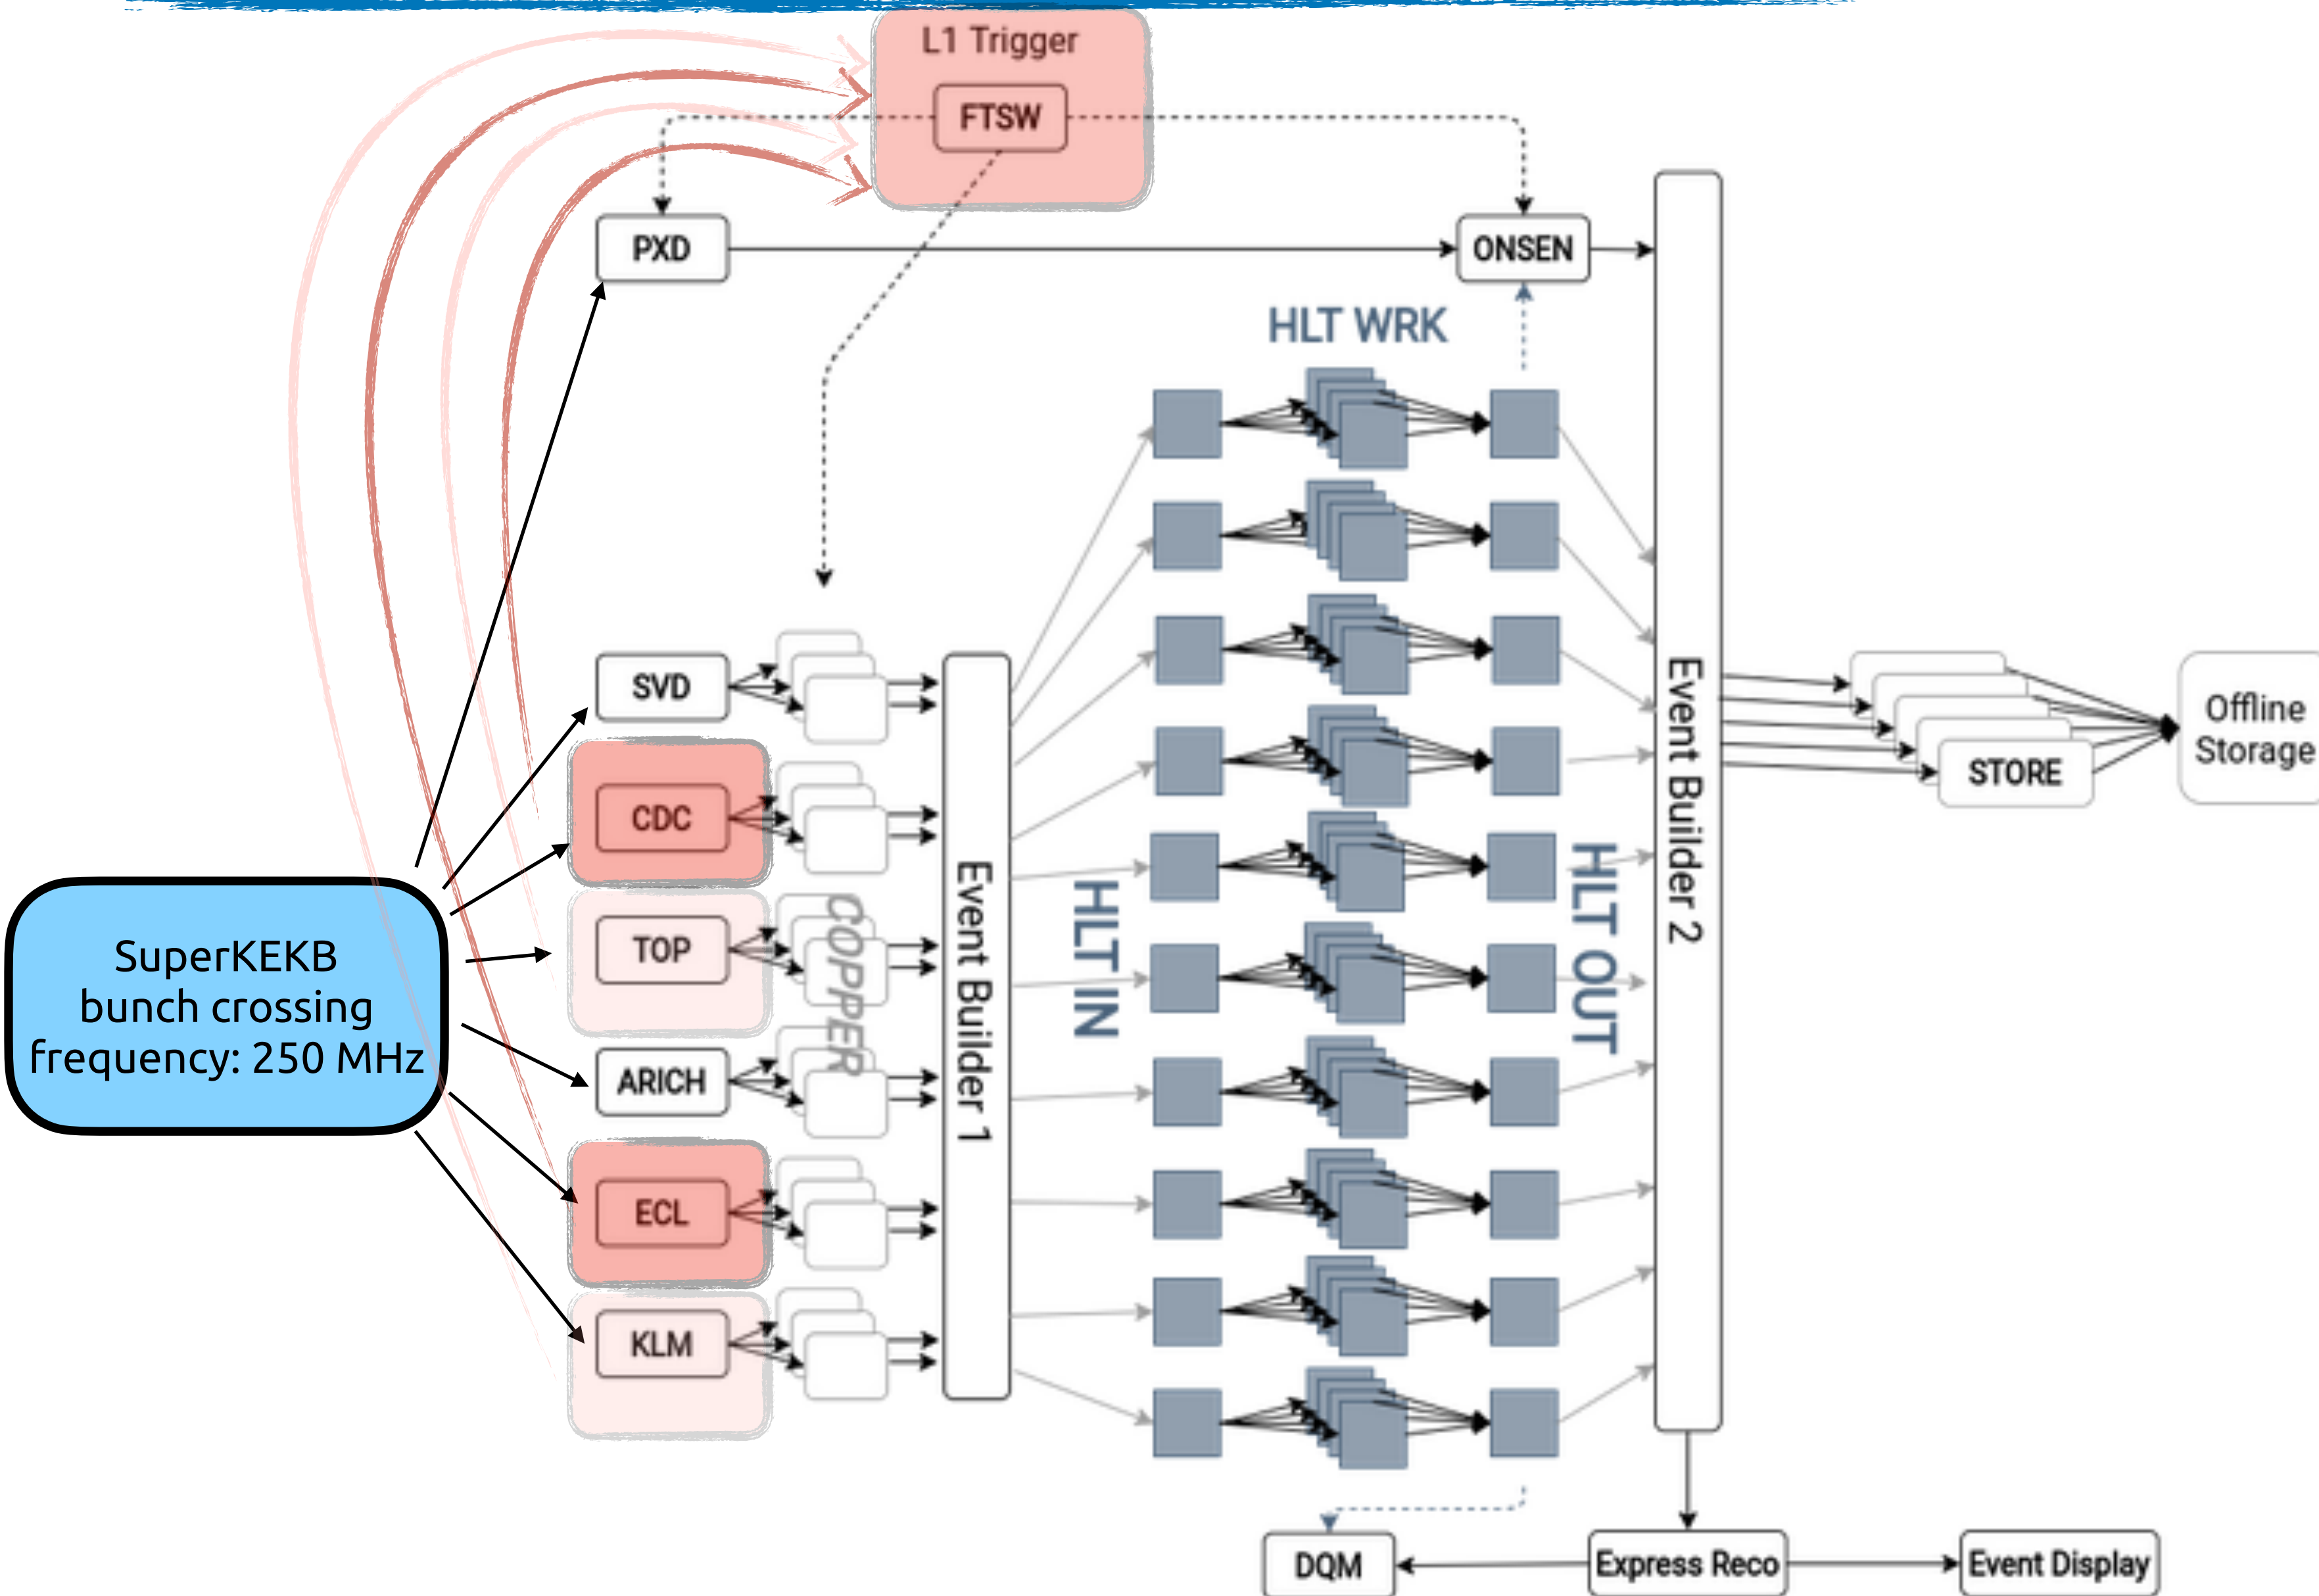 L1 Trigger
FTSW
PXD
ONSEN
HLT WRK
SVD
CDC
TOP
ARICH
ECL
KLM
COPPER
Event Builder 1
HLT IN
HLT OUT
Event Builder 2
STORE
Offline
Storage
SuperKEKB
bunch crossing
frequency: 250 MHz
DQM
Express Reco
Event Display